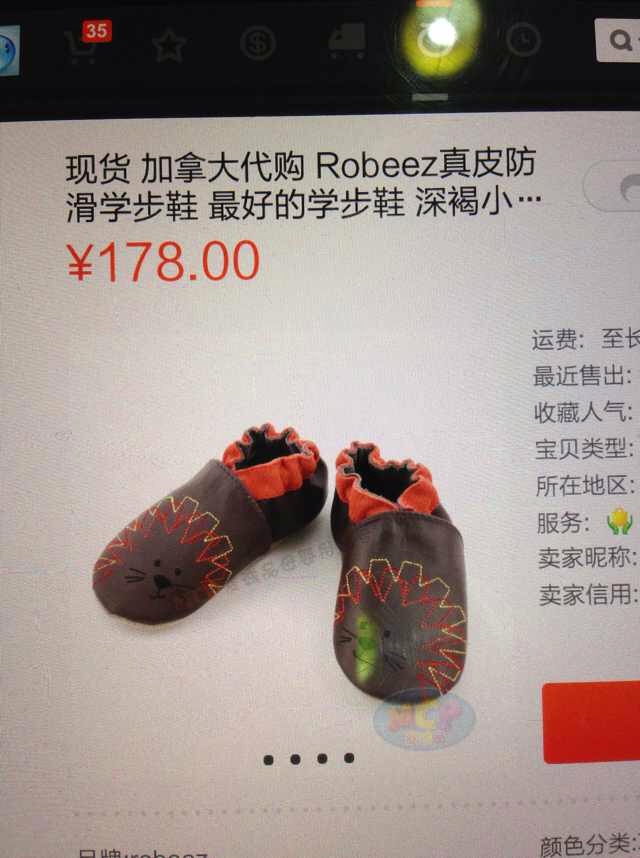 35
现货 加拿大代购 Robeez真皮防
滑学步鞋 最好的学步鞋 深褐小…
¥178.00
运费: 至长
最近售出:
收藏人气:
宝贝类型:
所在地区:
服务:
卖家昵称:
卖家信用:
品牌:robeez
颜色分类: